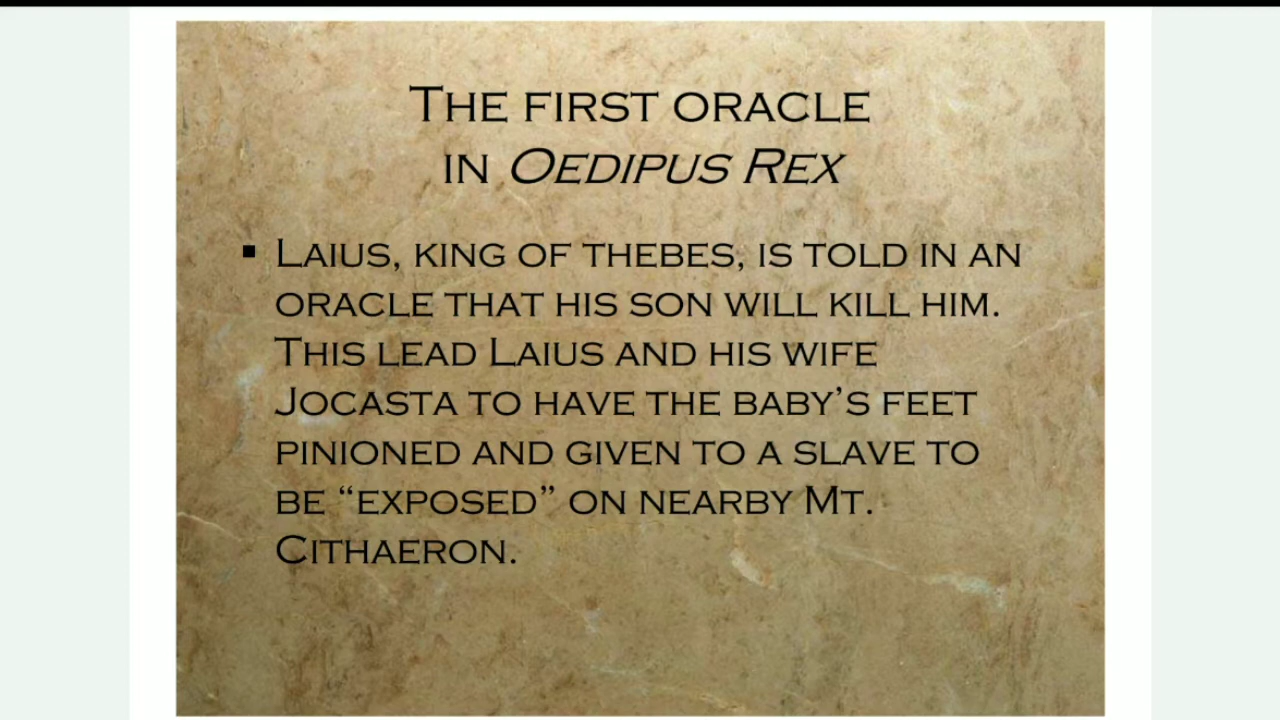 The first oracle
in Oedipus Rex
▪ Laius, king of thebes, is told in an
oracle that his son will kill him.
This lead Laius and his wife
Jocasta to have the baby's feet
pinioned and given to a slave to
be “exposed” on nearby Mt.
Cithaeron.